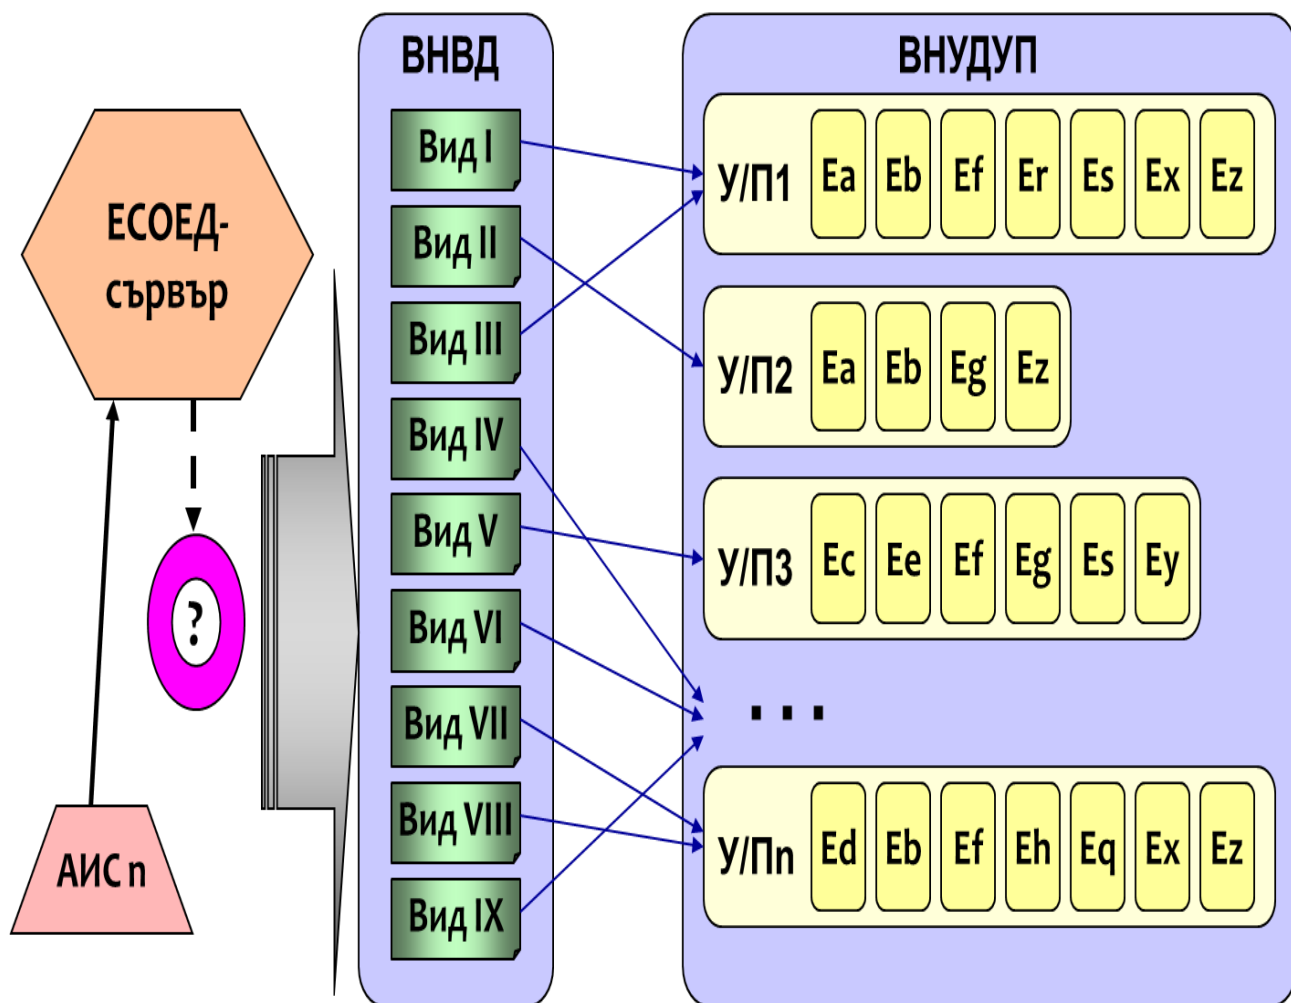 ЕСОЕД-
сървър
?
АИС n
ВНВД
Вид I
Вид II
Вид III
Вид IV
Вид V
Вид VI
Вид VII
Вид VIII
Вид IX
ВНУДУП
У/П1 Ea Eb Ef Er Es Ex Ez
У/П2 Ea Eb Eg Ez
У/П3 Ec Ee Ef Eg Es Ey
...
У/Пn Ed Eb Ef Eh Eq Ex Ez